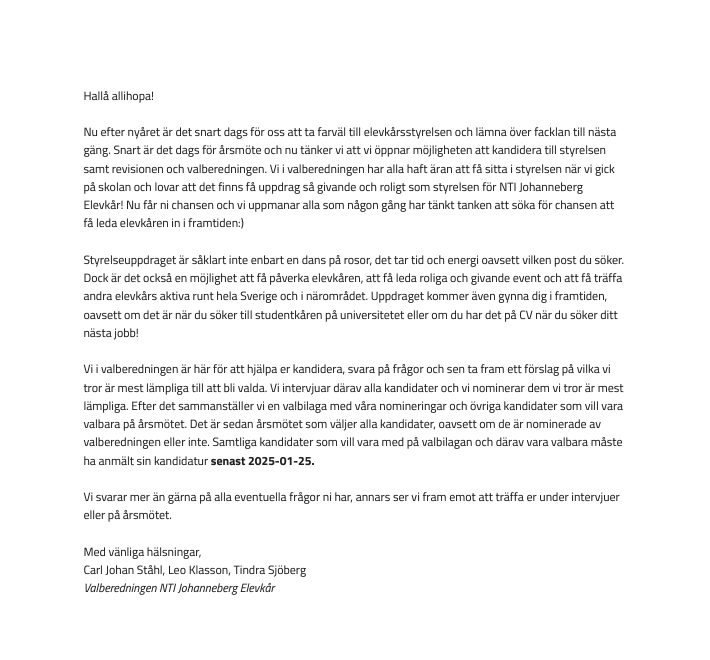 Hallå allihopa!
Nu efter nyåret är det snart dags för oss att ta farväl till elevkårsstyrelsen och lämna över facklan till nästa
gäng. Snart är det dags för årsmöte och nu tänker vi att vi öppnar möjligheten att kandidera till styrelsen
samt revisionen och valberedningen. Vi i valberedningen har alla haft äran att få sitta i styrelsen när vi gick
på skolan och lovar att det finns få uppdrag så givande och roligt som styrelsen för NTI Johanneberg
Elevkår! Nu får ni chansen och vi uppmanar alla som någon gång har tänkt tanken att söka för chansen att
få leda elevkåren in i framtiden:)
Styrelseuppdraget är såklart inte enbart en dans på rosor, det tar tid och energi oavsett vilken post du söker.
Dock är det också en möjlighet att få påverka elevkåren, att få leda roliga och givande event och att få träffa
andra elevkårs aktiva runt hela Sverige och i närområdet. Uppdraget kommer även gynna dig i framtiden,
oavsett om det är när du söker till studentkåren på universitetet eller om du har det på CV när du söker ditt
nästa jobb!
Vi i valberedningen är här för att hjälpa er kandidera, svara på frågor och sen ta fram ett förslag på vilka vi
tror är mest lämpliga till att bli valda. Vi intervjuar därav alla kandidater och vi nominerar dem vi tror är mest
lämpliga. Efter det sammanställer vi en valbilaga med våra nomineringar och övriga kandidater som vill vara
valbara på årsmötet. Det är sedan årsmötet som väljer alla kandidater, oavsett om de är nominerade av
valberedningen eller inte. Samtliga kandidater som vill vara med på valbilagan och därav vara valbara måste
ha anmält sin kandidatur senast 2025-01-25.
Vi svarar mer än gärna på alla eventuella frågor ni har, annars ser vi fram emot att träffa er under intervjuer
eller på årsmötet.
Med vänliga hälsningar,
Carl Johan Ståhl, Leo Klasson, Tindra Sjöberg
Valberedningen NTI Johanneberg Elevkår